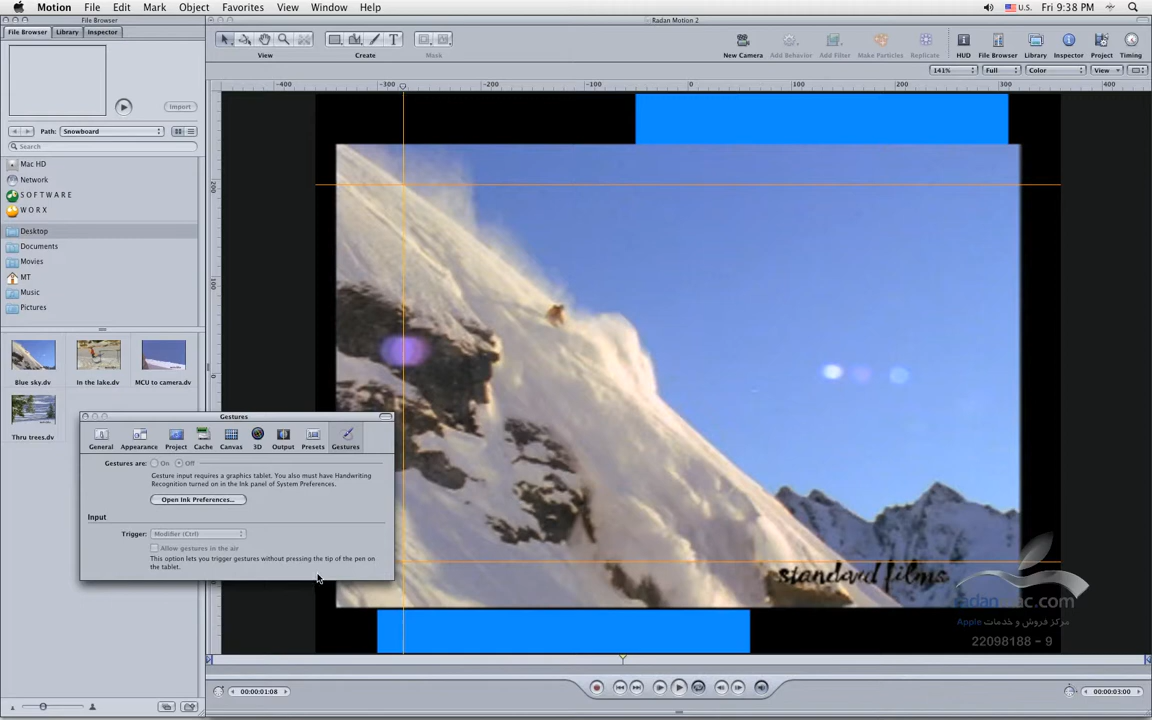 Motion File Edit Mark Object Favorites View Window Help
U.S. Fri 9:38 PM
File Browser
Radan Motion 2
File Browser Library Inspector
View
Create
Mask
New Camera Add Behavior Add Filter Make Particles Replicate
HUD File Browser Library Inspector Project Timing
141% Full Color View
Import
Path: Snowboard
Search
Mac HD
Network
SOFTWARE
WORX
Desktop
Documents
Movies
MT
Music
Pictures
Blue sky.dv In the lake.dv MCU to camera.dv
Thru trees.dv
-400 -300 -200 -100 0 100 200 300 400
200
100
0
Gestures
General Appearance Project Cache Canvas 3D Output Presets Gestures
Gestures are: On Off
Gesture input requires a graphics tablet. You also must have Handwriting
Recognition turned on in the Ink panel of System Preferences.
Open Ink Preferences...
Input
Trigger: Modifier (Ctrl)
Allow gestures in the air
This option lets you trigger gestures without pressing the tip of the pen on
the tablet.
standard films
radanmac.com
مرکز فروش و خدمات Apple
22098188 - 9
00:00:01:08
00:00:03:00